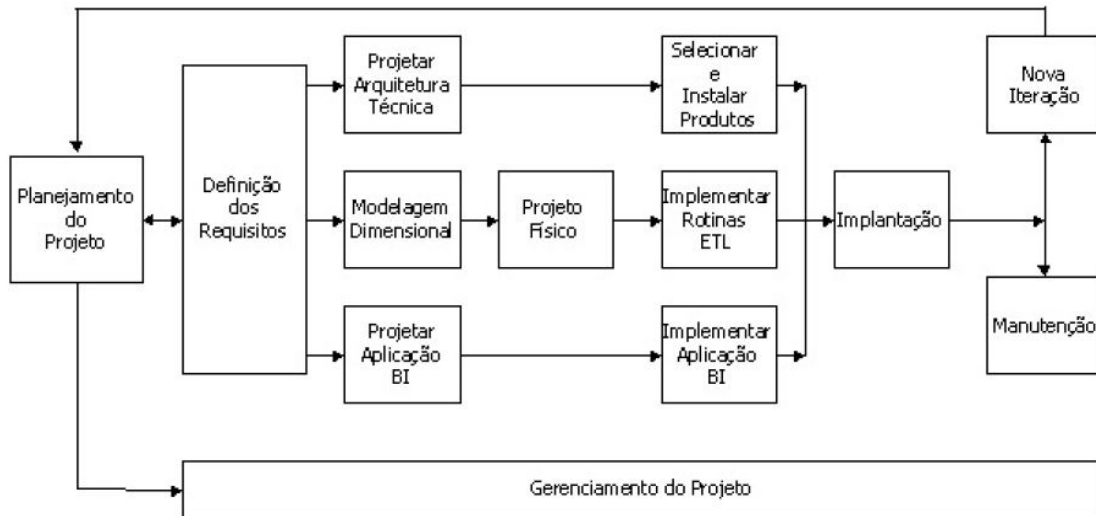 Planejamento
do
Projeto
Definição
dos
Requisitos
Projetar
Arquitetura
Técnica
Selecionar
e
Instalar
Produtos
Modelagem
Dimensional
Projeto
Físico
Implementar
Rotinas
ETL
Projetar
Aplicação
BI
Implementar
Aplicação
BI
Implantação
Nova
Iteração
Manutenção
Gerenciamento do Projeto